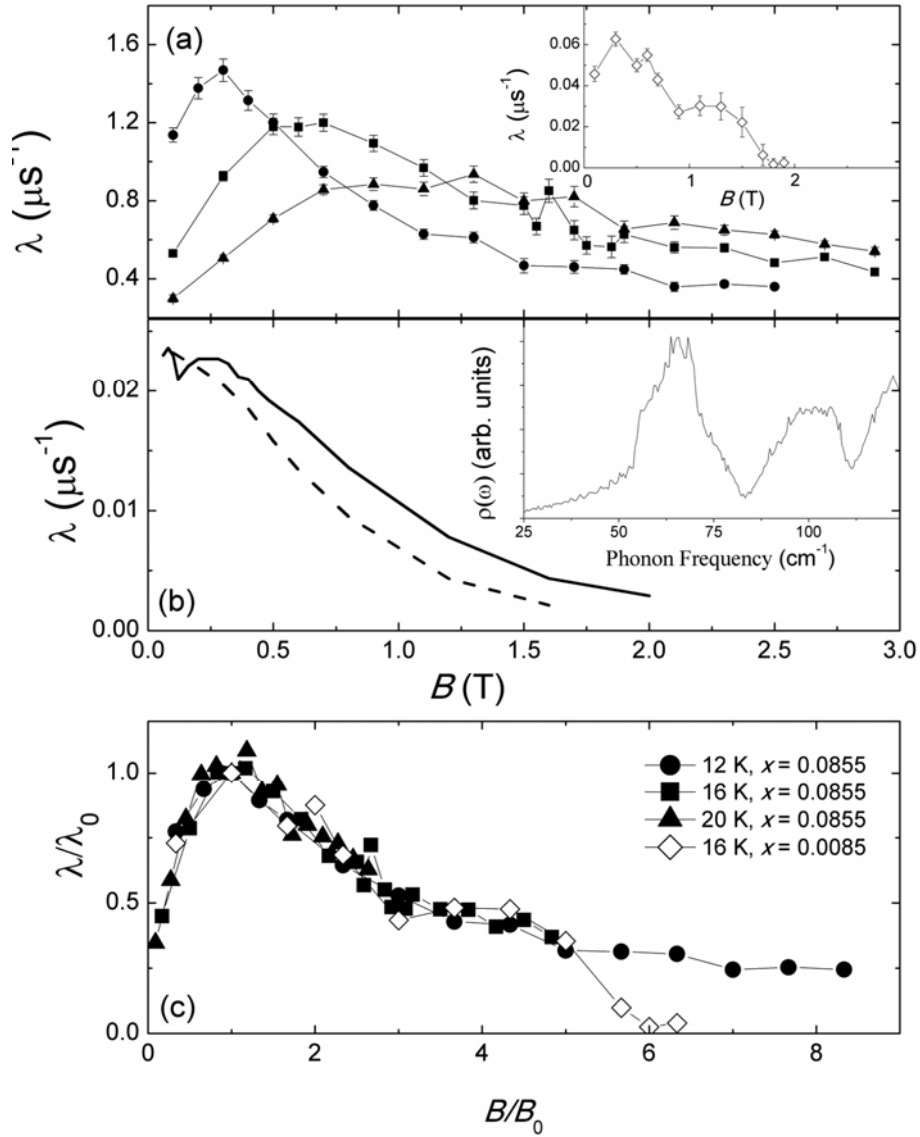 (a)
1.6
1.2
0.8
0.4
λ (μs⁻¹)
0.06
0.04
0.02
0.00
λ (μs⁻¹)
0 1 2
B (T)
0.02
0.01
0.00
λ (μs⁻¹)
(b)
ρ(ω) (arb. units)
25 50 75 100
Phonon Frequency (cm⁻¹)
0.0 0.5 1.0 1.5 2.0 2.5 3.0
B (T)
1.0
0.5
0.0
λ/λ₀
12 K, x = 0.0855
16 K, x = 0.0855
20 K, x = 0.0855
16 K, x = 0.0085
(c)
0 2 4 6 8
B/B₀